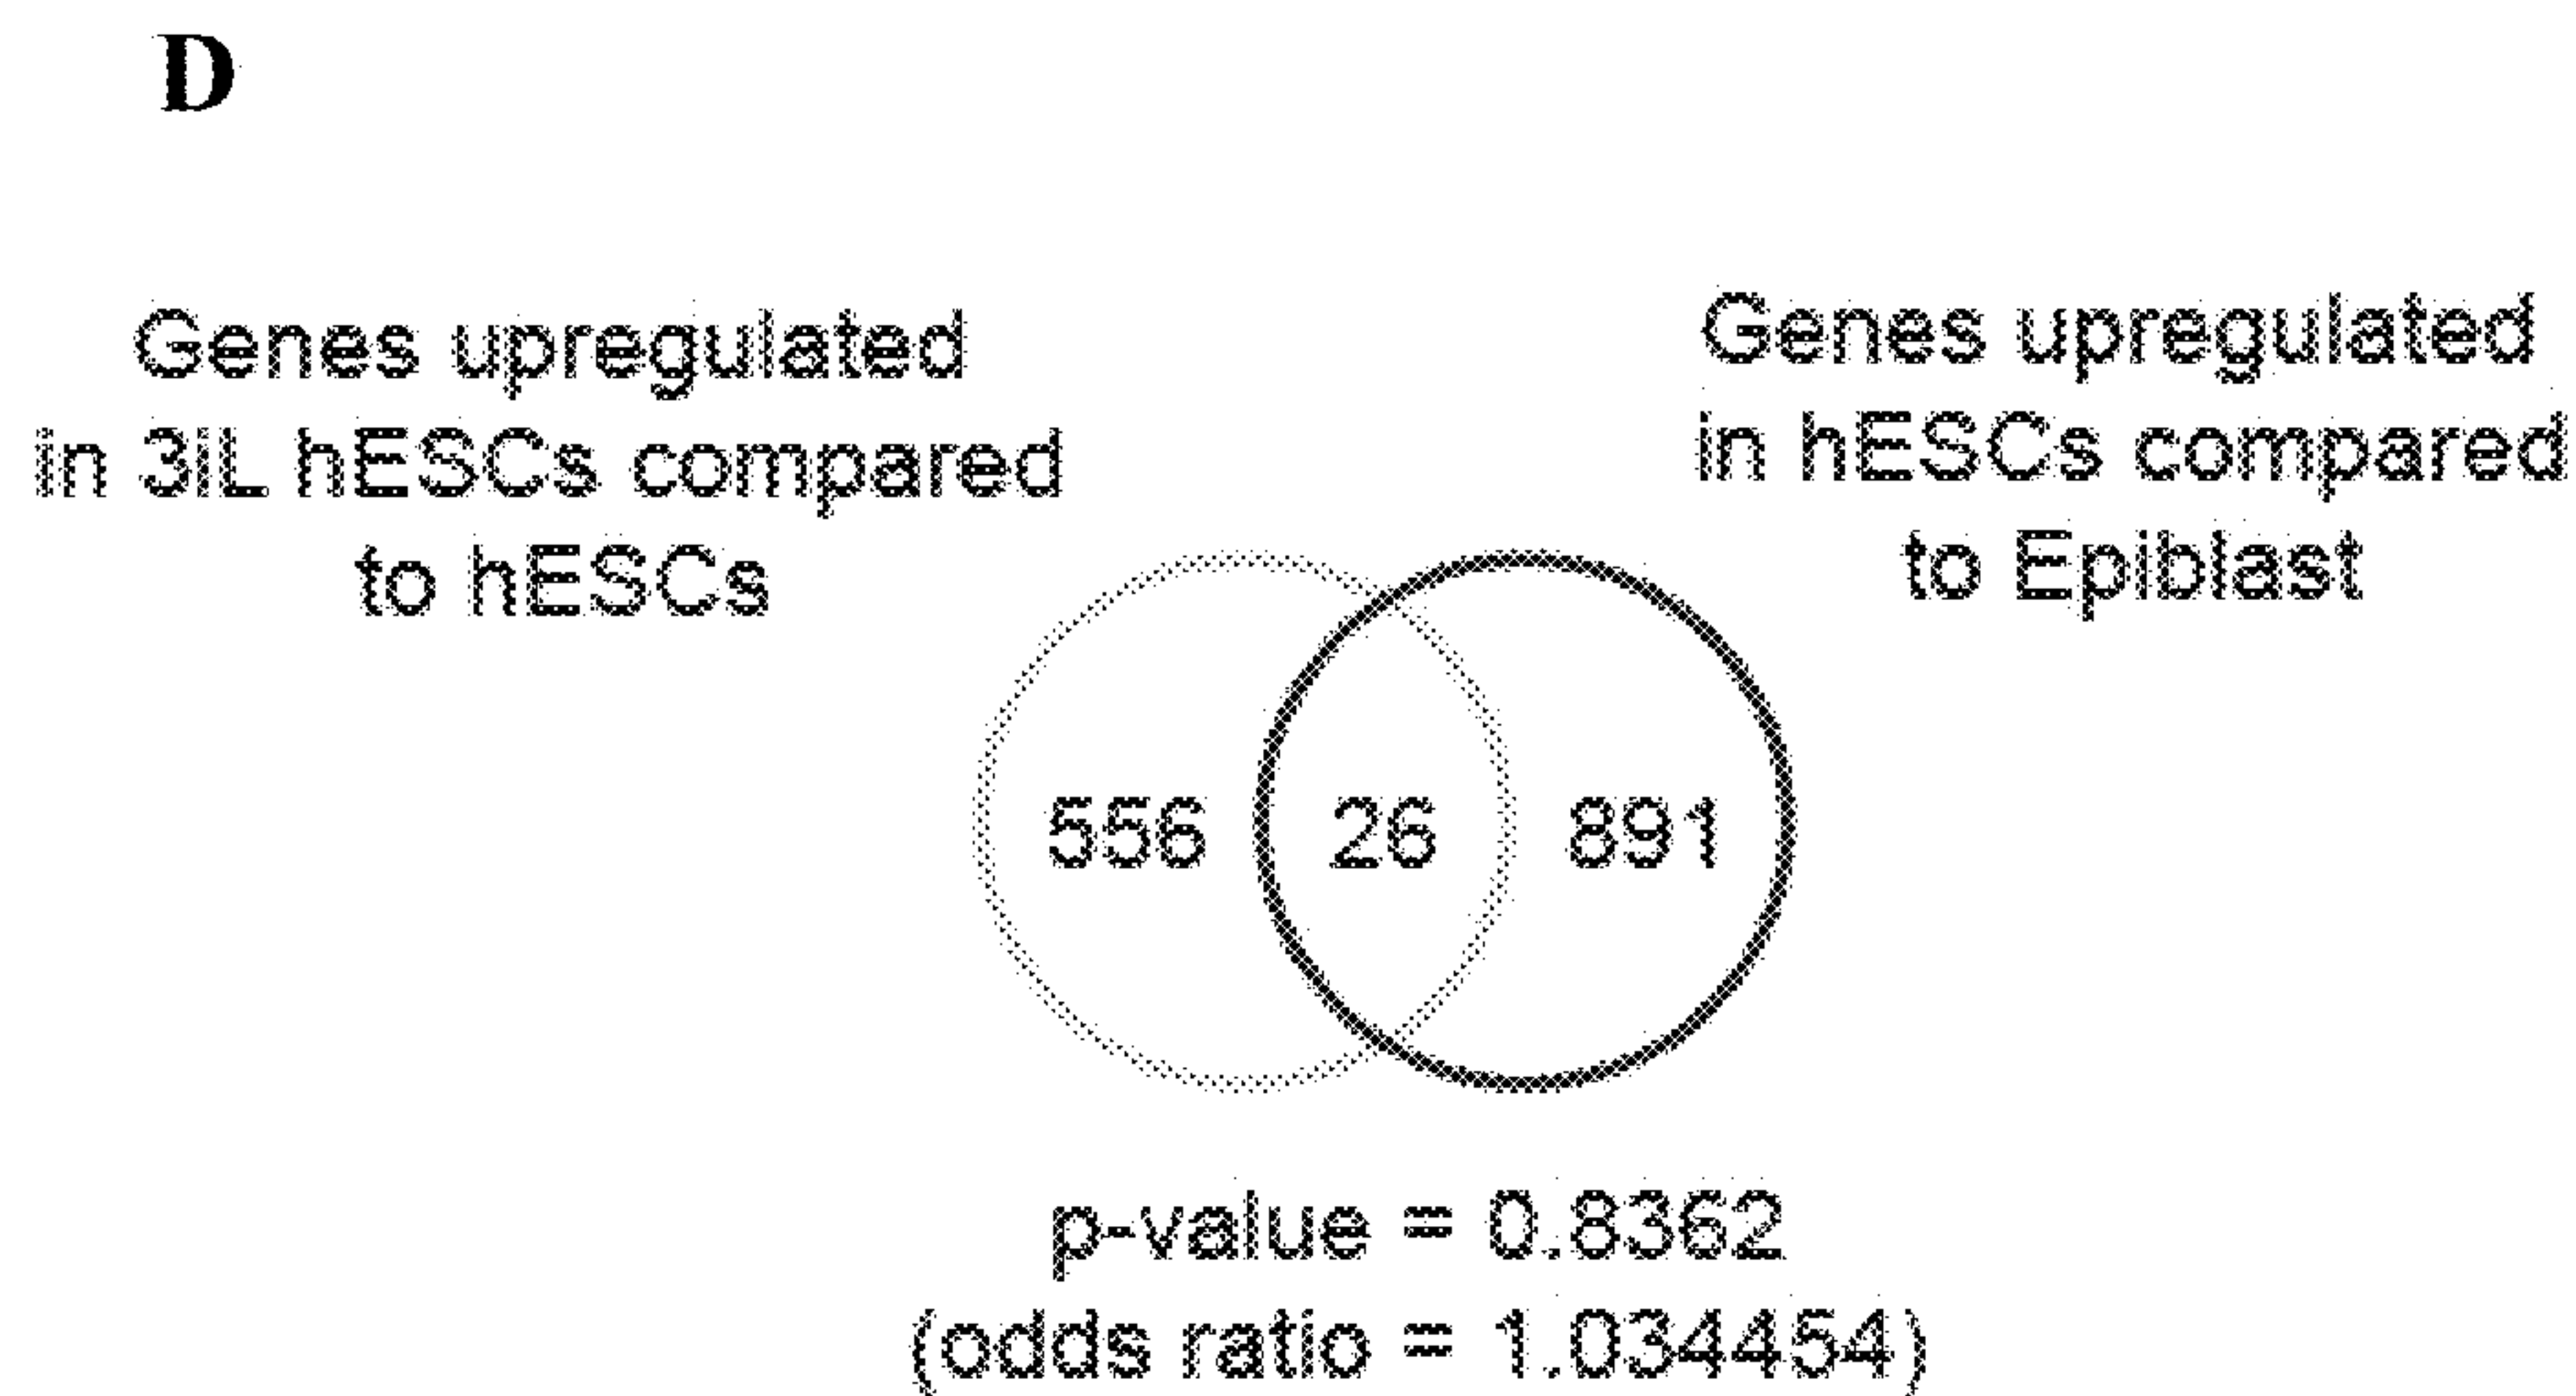 D
Genes upregulated
in 3iL hESCs compared
to hESCs
Genes upregulated
in hESCs compared
to Epiblast
556 26 891
p-value = 0.8362
(odds ratio = 1.034454)